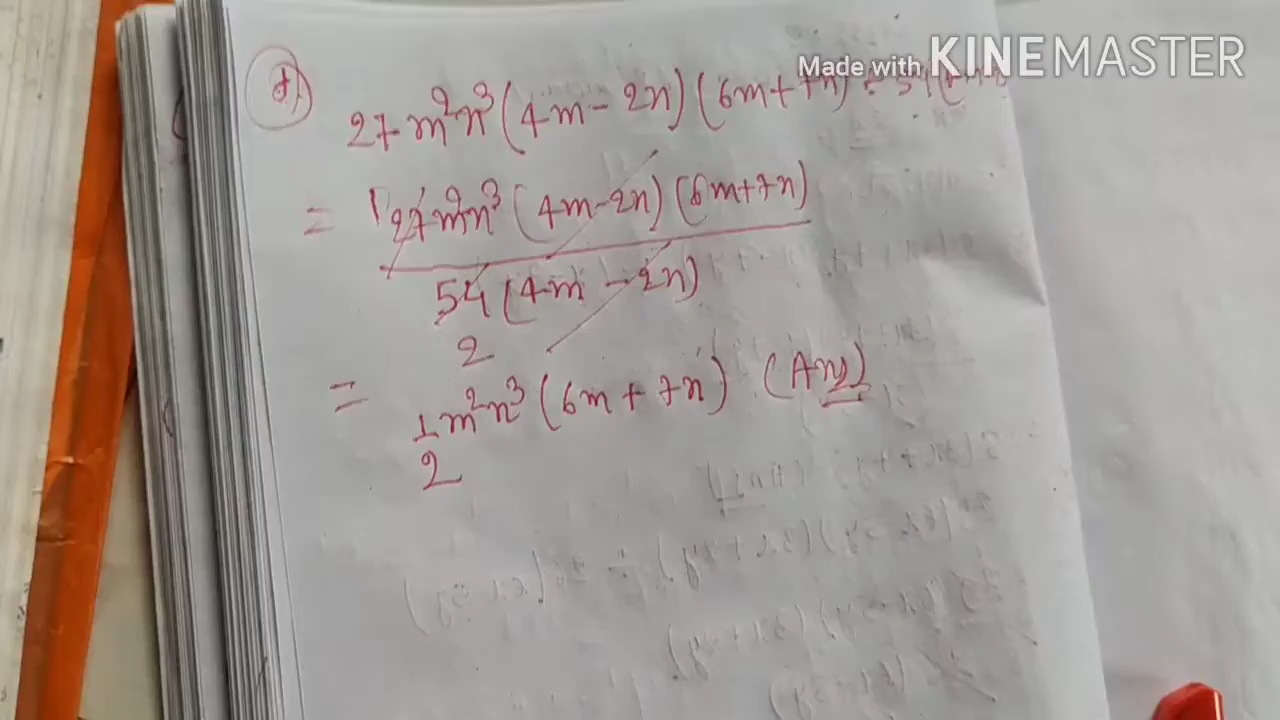 Made with KINEMASTER
d) 27m²n³(4m-2n)(6m+7n) ÷ 54(
= 1 27m²n³(4m-2n)(6m+7n)
54(4m-2n)
2
= 1/2 m²n³(6m+7n) (Ans)